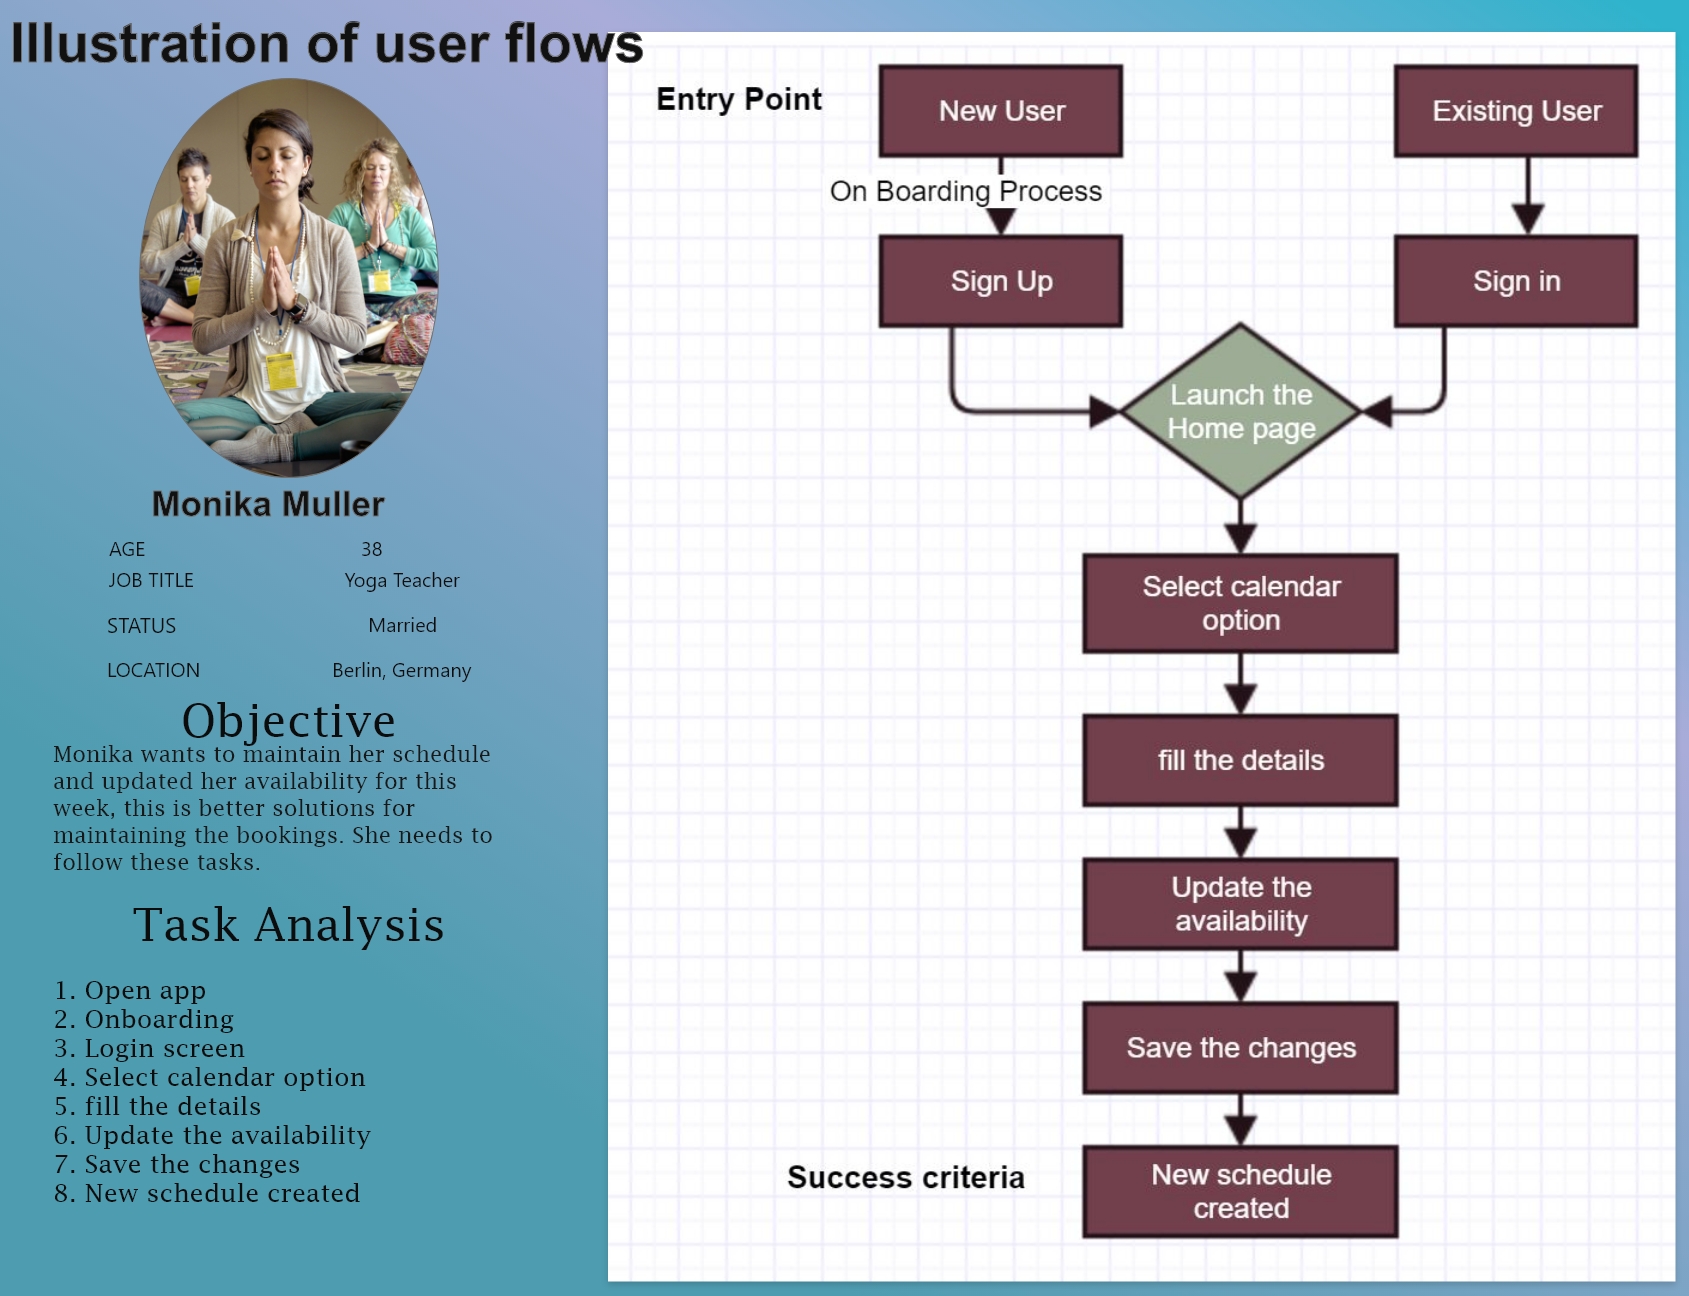 Illustration of user flows
Monika Muller
AGE 38
JOB TITLE Yoga Teacher
STATUS Married
LOCATION Berlin, Germany
Objective
Monika wants to maintain her schedule
and updated her availability for this
week, this is better solutions for
maintaining the bookings. She needs to
follow these tasks.
Task Analysis
1. Open app
2. Onboarding
3. Login screen
4. Select calendar option
5. fill the details
6. Update the availability
7. Save the changes
8. New schedule created
Entry Point
New User
Existing User
On Boarding Process
Sign Up
Sign in
Launch the
Home page
Select calendar
option
fill the details
Update the
availability
Save the changes
Success criteria
New schedule
created